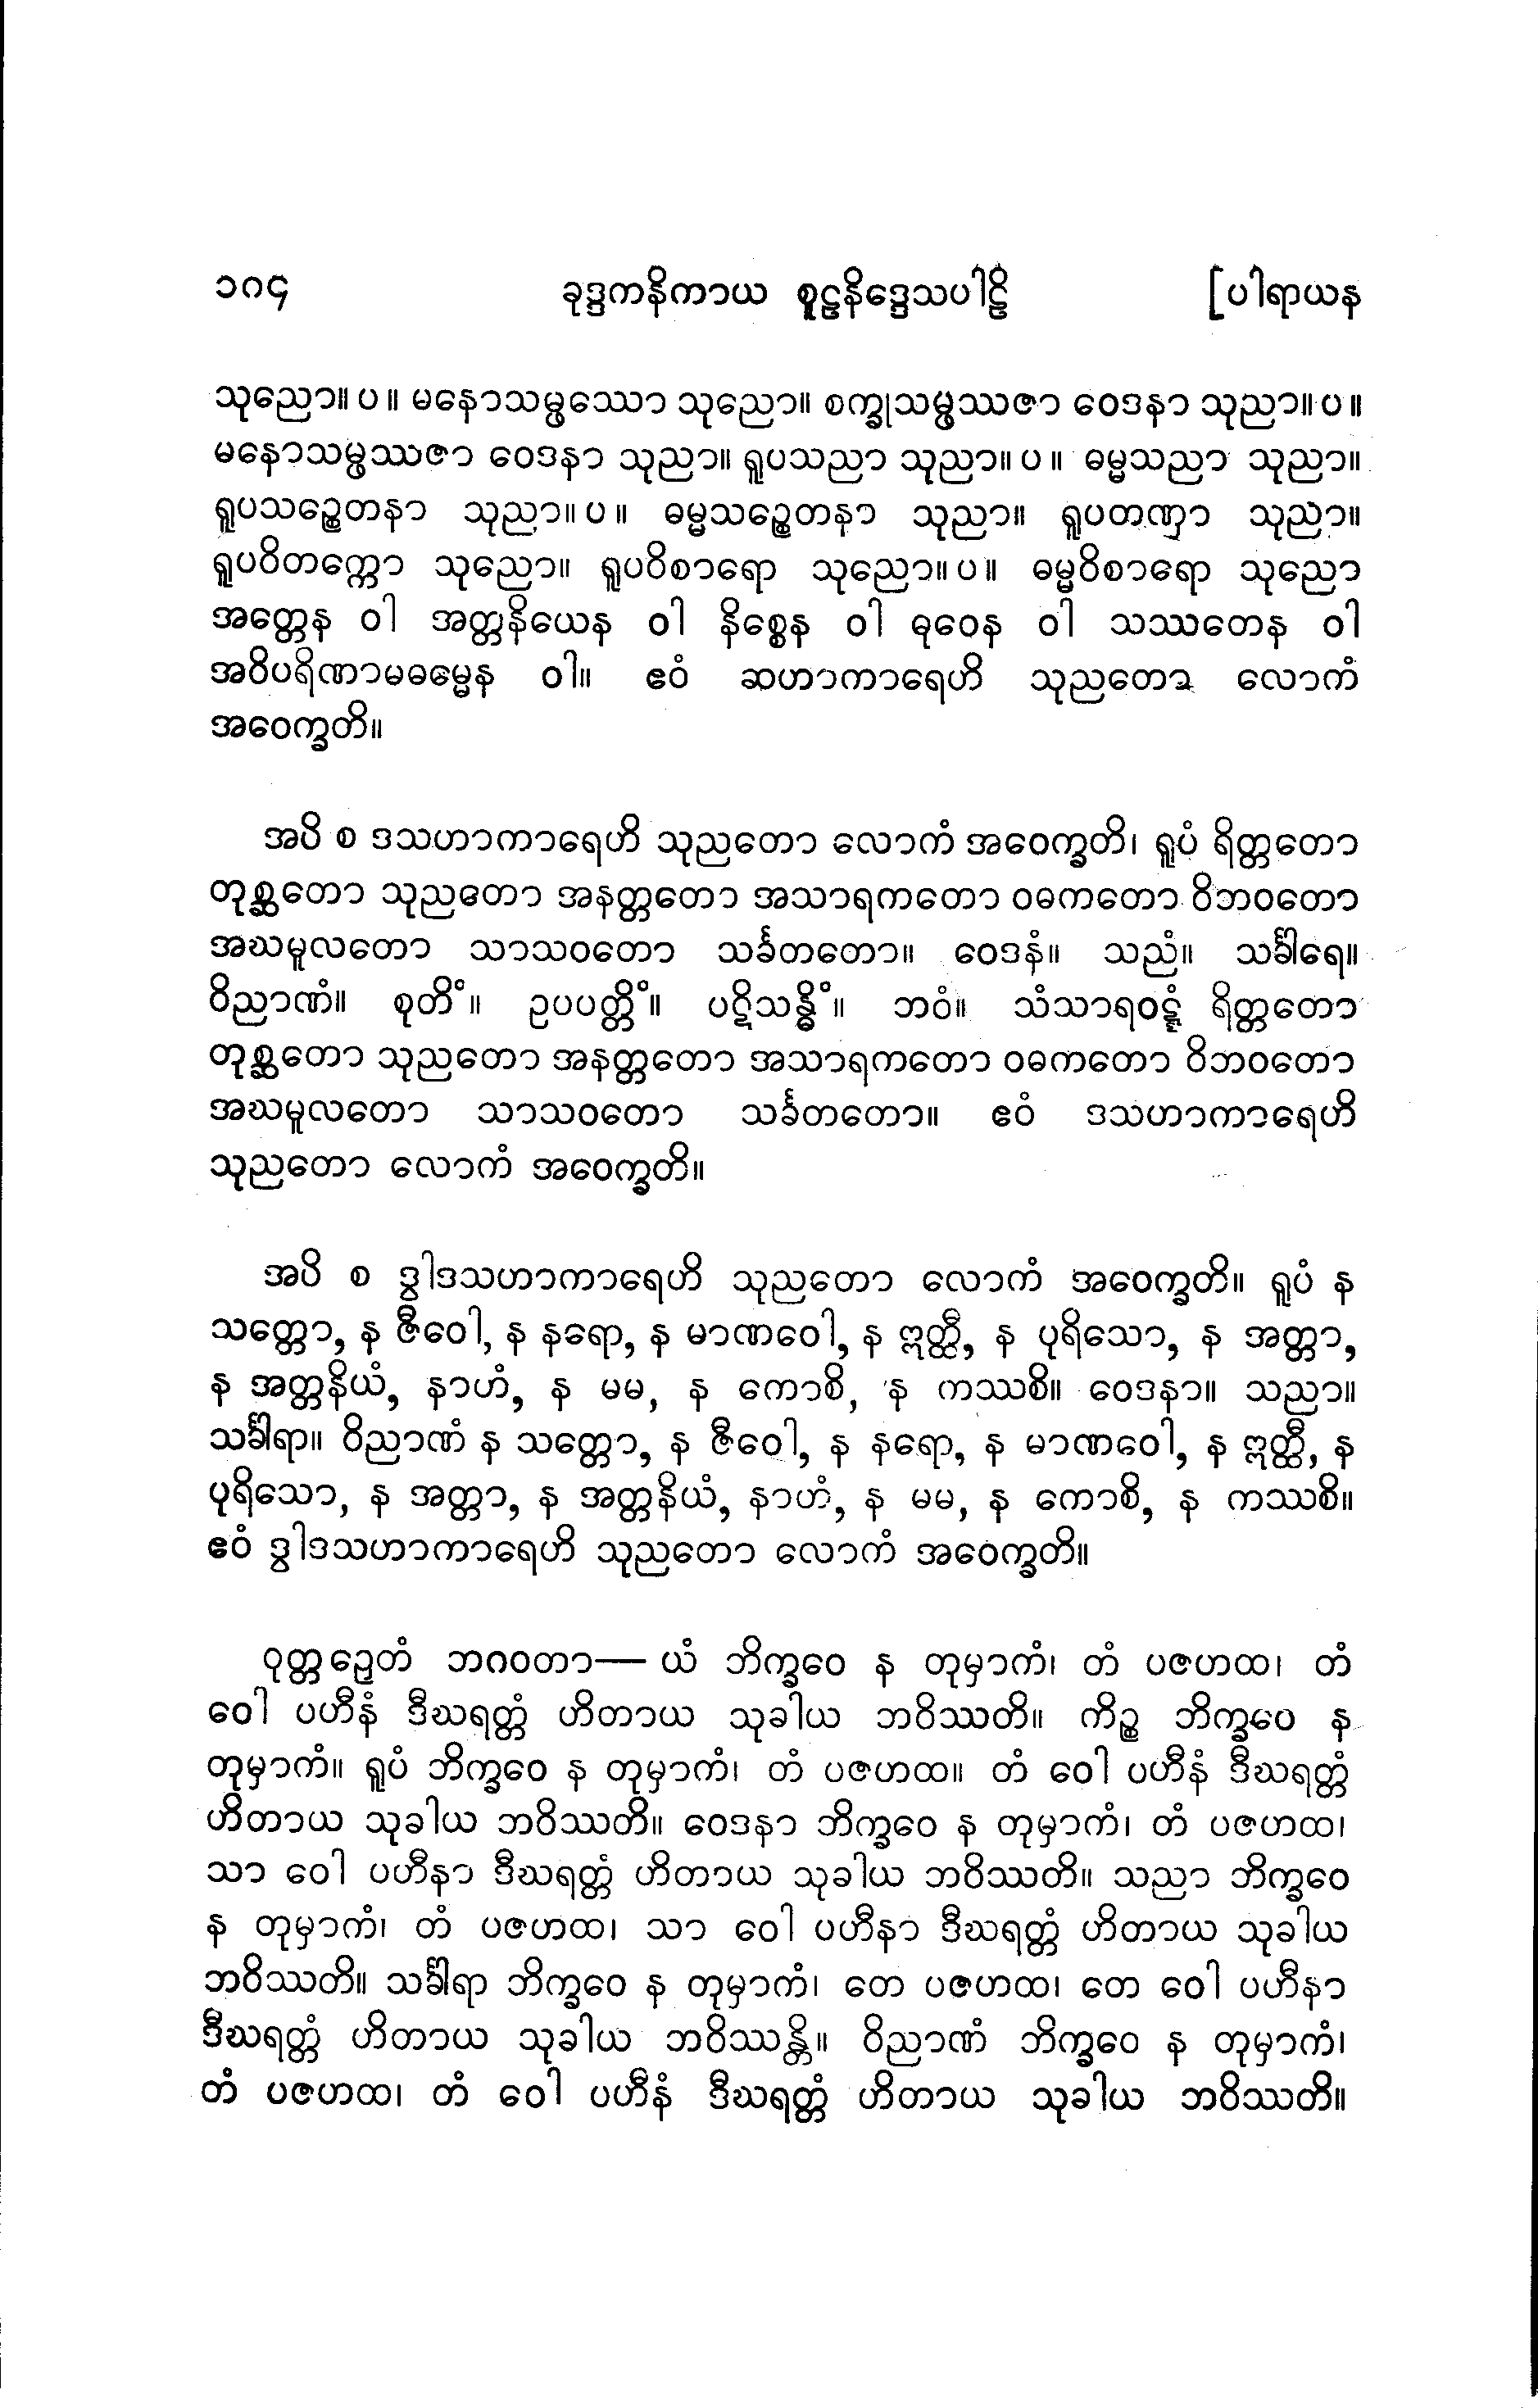 ၁၈၄ ခုဒ္ဒကနိကာယ စူဠနိဒ္ဒေသပါဠိ [ပါရာယန
သုညော။ ပ ။ မနောသမ္ဖဿော သုညော။ စက္ခုသမ္ဖဿဇာ ဝေဒနာ သုညာ။ ပ ။
မနောသမ္ဖဿဇာ ဝေဒနာ သုညာ။ ရူပသညာ သုညာ။ ပ ။ ဓမ္မသညာ သုညာ။
ရူပသဉ္စေတနာ သုညာ။ ပ ။ ဓမ္မသဉ္စေတနာ သုညာ။ ရူပတဏှာ သုညာ။
ရူပဝိတက္ကော သုညော။ ရူပဝိစာရော သုညော။ ပ ။ ဓမ္မဝိစာရော သုညော
အတ္တေန ဝါ အတ္တနိယေန ဝါ နိစ္စေန ဝါ ဓုဝေန ဝါ သဿတေန ဝါ
အဝိပရိဏာမဓမ္မေန ဝါ။ ဧဝံ ဆဟာကာရေဟိ သုညတော လောကံ
အဝေက္ခတိ။
အပိ စ ဒသဟာကာရေဟိ သုညတော လောကံ အဝေက္ခတိ၊ ရူပံ ရိတ္တတော
တုစ္ဆတော သုညတော အနတ္တတော အသာရကတော ဝဓကတော ဝိဘဝတော
အဃမူလတော သာသဝတော သင်္ခတတော။ ဝေဒနံ။ သညံ။ သင်္ခါရေ။
ဝိညာဏံ။ စုတိံ။ ဥပပတ္တိံ။ ပဋိသန္ဓိံ။ ဘဝံ။ သံသာရဝဋ္ဋံ ရိတ္တတော
တုစ္ဆတော သုညတော အနတ္တတော အသာရကတော ဝဓကတော ဝိဘဝတော
အဃမူလတော သာသဝတော သင်္ခတတော။ ဧဝံ ဒသဟာကာရေဟိ
သုညတော လောကံ အဝေက္ခတိ။
အပိ စ ဒွါဒသဟာကာရေဟိ သုညတော လောကံ အဝေက္ခတိ။ ရူပံ န
သတ္တော, န ဇီဝေါ, န နရော, န မာဏဝေါ, န ဣတ္ထီ, န ပုရိသော, န အတ္တာ,
န အတ္တနိယံ, နာဟံ, န မမ, န ကောစိ, န ကဿစိ။ ဝေဒနာ။ သညာ။
သင်္ခါရာ။ ဝိညာဏံ န သတ္တော, န ဇီဝေါ, န နရော, န မာဏဝေါ, န ဣတ္ထီ, န
ပုရိသော, န အတ္တာ, န အတ္တနိယံ, နာဟံ, န မမ, န ကောစိ, န ကဿစိ။
ဧဝံ ဒွါဒသဟာကာရေဟိ သုညတော လောကံ အဝေက္ခတိ။
ဝုတ္တဉှေတံ ဘဂဝတာ— ယံ ဘိက္ခဝေ န တုမှာကံ၊ တံ ပဇဟထ၊ တံ
ဝေါ ပဟီနံ ဒီဃရတ္တံ ဟိတာယ သုခါယ ဘဝိဿတိ။ ကိဉ္စ ဘိက္ခဝေ န
တုမှာကံ။ ရူပံ ဘိက္ခဝေ န တုမှာကံ၊ တံ ပဇဟထ။ တံ ဝေါ ပဟီနံ ဒီဃရတ္တံ
ဟိတာယ သုခါယ ဘဝိဿတိ။ ဝေဒနာ ဘိက္ခဝေ န တုမှာကံ၊ တံ ပဇဟထ၊
သာ ဝေါ ပဟီနာ ဒီဃရတ္တံ ဟိတာယ သုခါယ ဘဝိဿတိ။ သညာ ဘိက္ခဝေ
န တုမှာကံ၊ တံ ပဇဟထ၊ သာ ဝေါ ပဟီနာ ဒီဃရတ္တံ ဟိတာယ သုခါယ
ဘဝိဿတိ။ သင်္ခါရာ ဘိက္ခဝေ န တုမှာကံ၊ တေ ပဇဟထ၊ တေ ဝေါ ပဟီနာ
ဒီဃရတ္တံ ဟိတာယ သုခါယ ဘဝိဿန္တိ။ ဝိညာဏံ ဘိက္ခဝေ န တုမှာကံ၊
တံ ပဇဟထ၊ တံ ဝေါ ပဟီနံ ဒီဃရတ္တံ ဟိတာယ သုခါယ ဘဝိဿတိ။